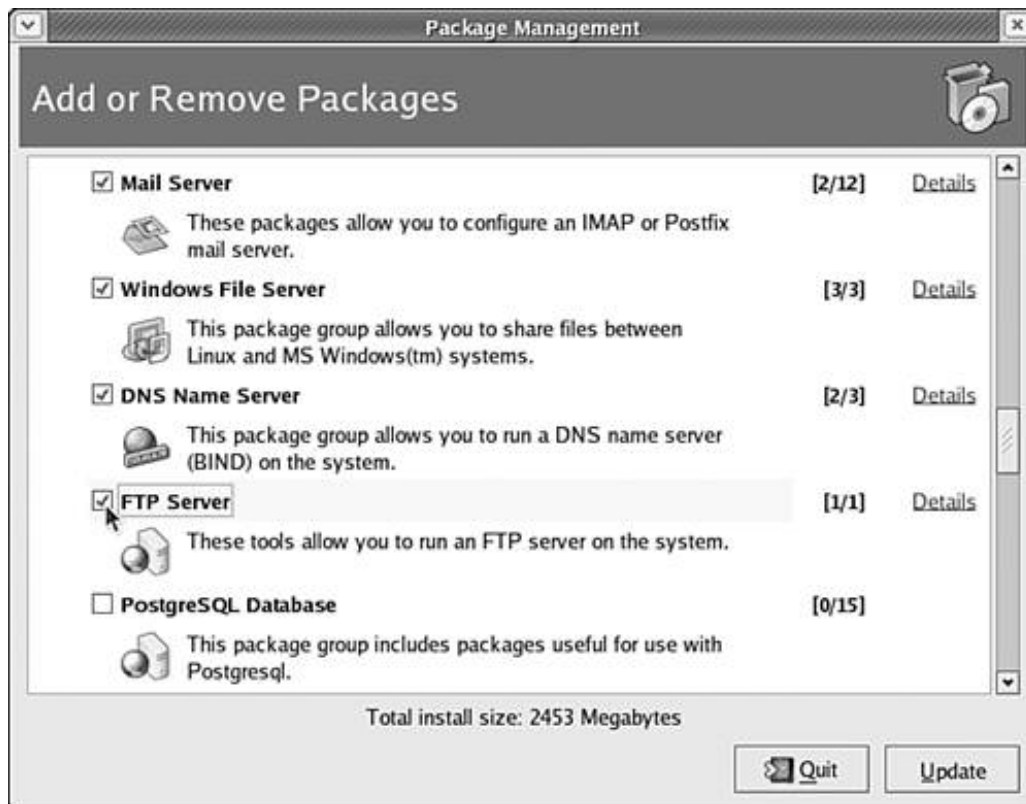 Package Management
Add or Remove Packages
Mail Server [2/12] Details
These packages allow you to configure an IMAP or Postfix
mail server.
Windows File Server [3/3] Details
This package group allows you to share files between
Linux and MS Windows(tm) systems.
DNS Name Server [2/3] Details
This package group allows you to run a DNS name server
(BIND) on the system.
FTP Server [1/1] Details
These tools allow you to run an FTP server on the system.
PostgreSQL Database [0/15]
This package group includes packages useful for use with
Postgresql.
Total install size: 2453 Megabytes
Quit Update